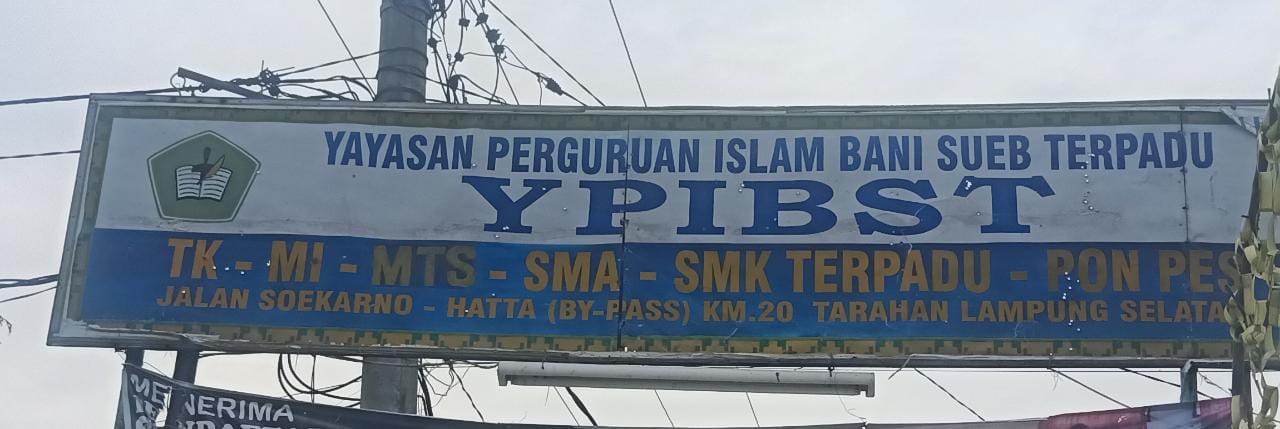 YAYASAN PERGURUAN ISLAM BANI SUEB TERPADU
YPIBST
TK - MI - MTS - SMA - SMK TERPADU - PON PES
JALAN SOEKARNO - HATTA (BY-PASS) KM.20 TARAHAN LAMPUNG SELATA
NERIMA